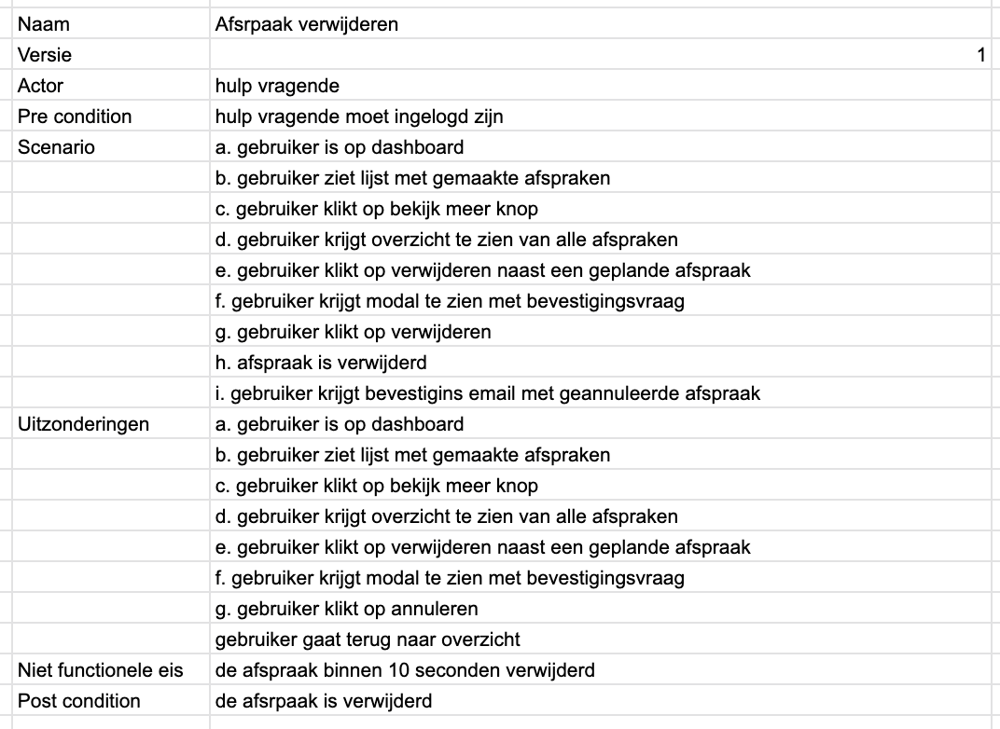 Naam Afsrpaak verwijderen
Versie 1
Actor hulp vragende
Pre condition hulp vragende moet ingelogd zijn
Scenario a. gebruiker is op dashboard
b. gebruiker ziet lijst met gemaakte afspraken
c. gebruiker klikt op bekijk meer knop
d. gebruiker krijgt overzicht te zien van alle afspraken
e. gebruiker klikt op verwijderen naast een geplande afspraak
f. gebruiker krijgt modal te zien met bevestigingsvraag
g. gebruiker klikt op verwijderen
h. afspraak is verwijderd
i. gebruiker krijgt bevestigins email met geannuleerde afspraak
Uitzonderingen a. gebruiker is op dashboard
b. gebruiker ziet lijst met gemaakte afspraken
c. gebruiker klikt op bekijk meer knop
d. gebruiker krijgt overzicht te zien van alle afspraken
e. gebruiker klikt op verwijderen naast een geplande afspraak
f. gebruiker krijgt modal te zien met bevestigingsvraag
g. gebruiker klikt op annuleren
gebruiker gaat terug naar overzicht
Niet functionele eis de afspraak binnen 10 seconden verwijderd
Post condition de afsrpaak is verwijderd